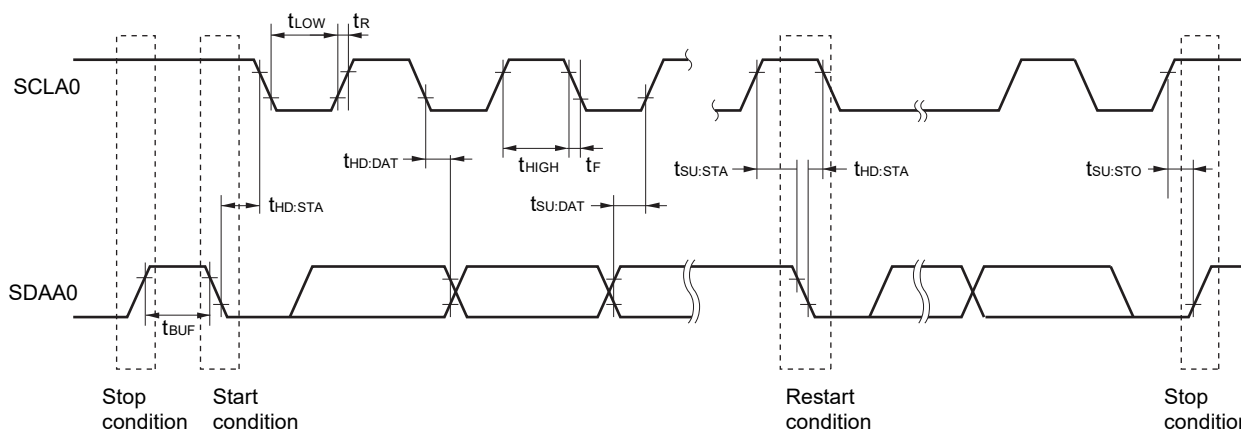 tLOW
tR
SCLA0
tHD:DAT
tHIGH
tF
tSU:STA
tHD:STA
tSU:STO
tHD:STA
tSU:DAT
SDAA0
tBUF
Stop
condition
Start
condition
Restart
condition
Stop
condition